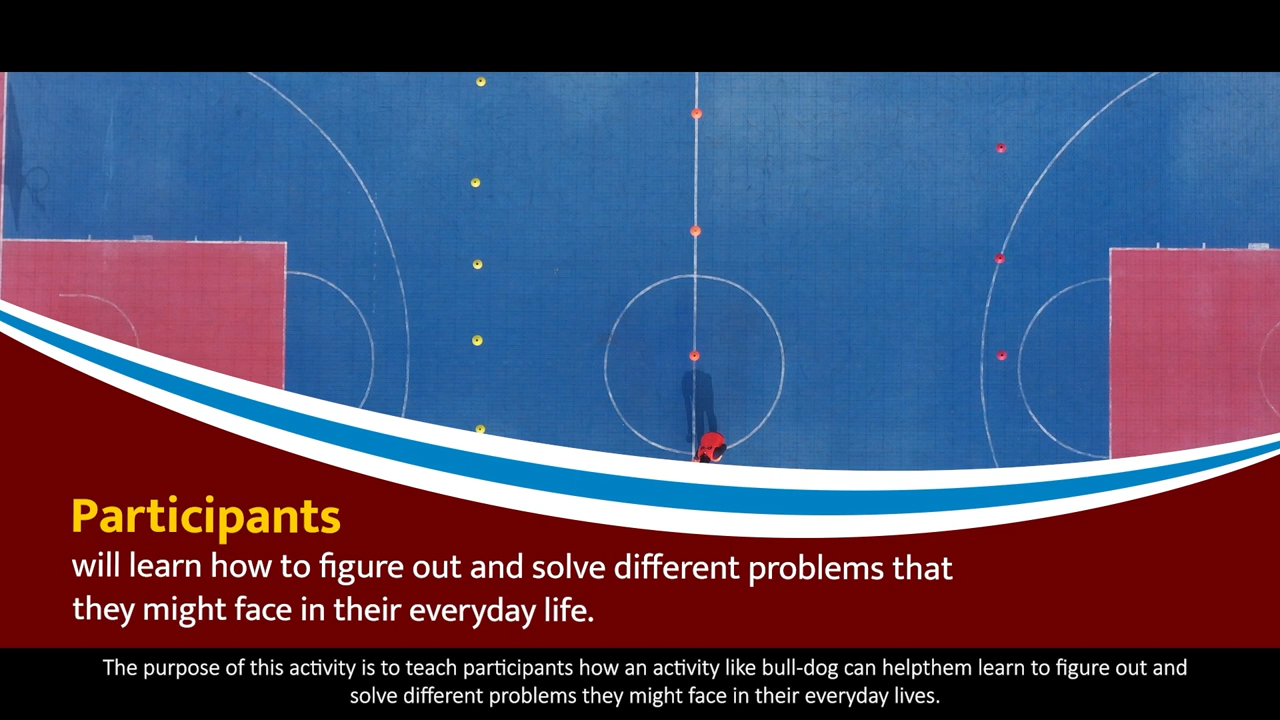 Participants
will learn how to figure out and solve different problems that
they might face in their everyday life.
The purpose of this activity is to teach participants how an activity like bull-dog can helpthem learn to figure out and
solve different problems they might face in their everyday lives.